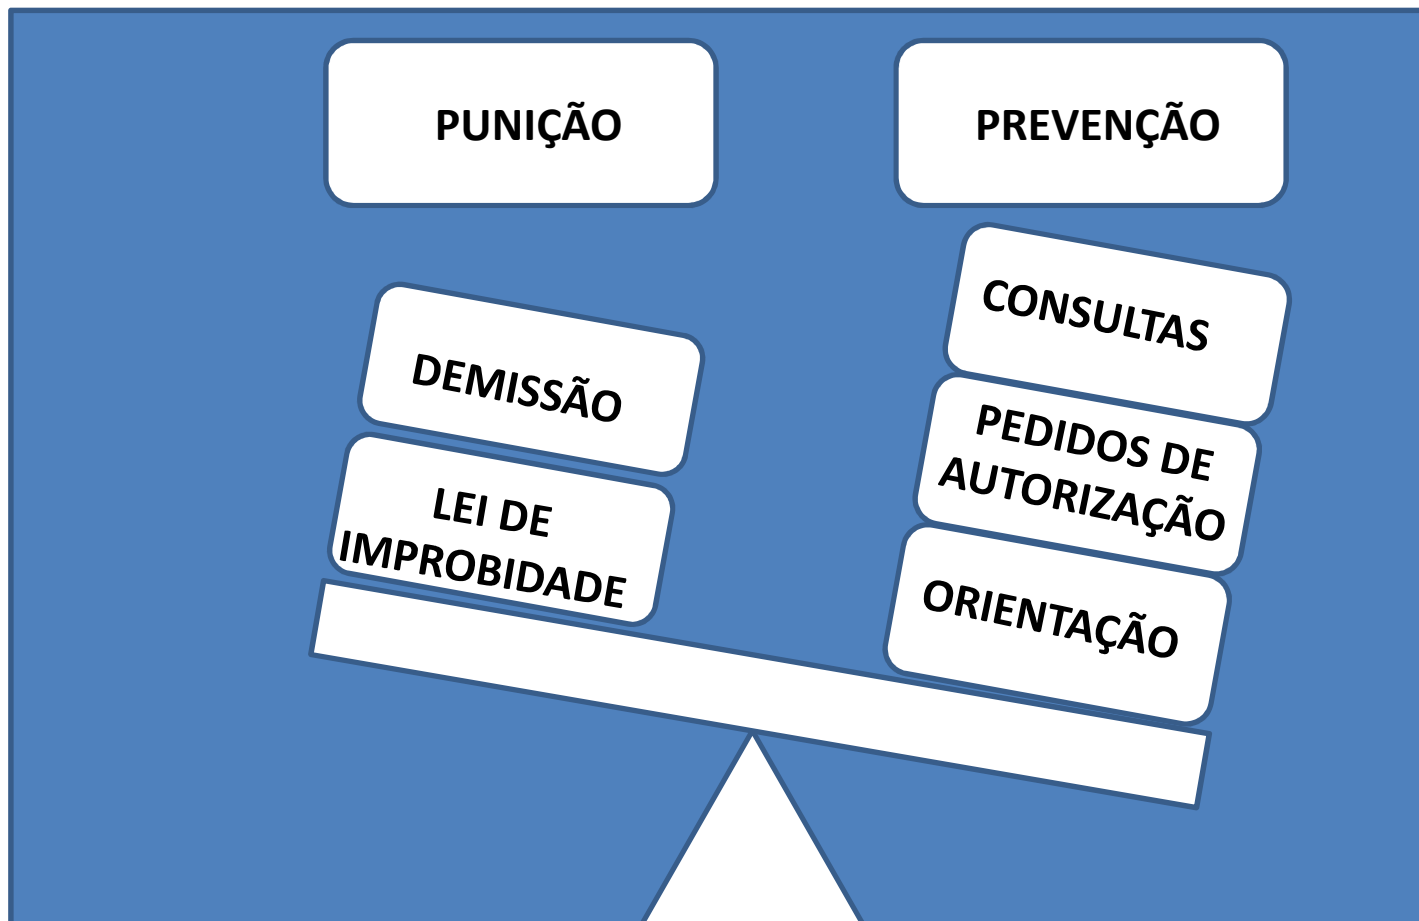 PUNIÇÃO
PREVENÇÃO
DEMISSÃO
LEI DE
IMPROBIDADE
CONSULTAS
PEDIDOS DE
AUTORIZAÇÃO
ORIENTAÇÃO